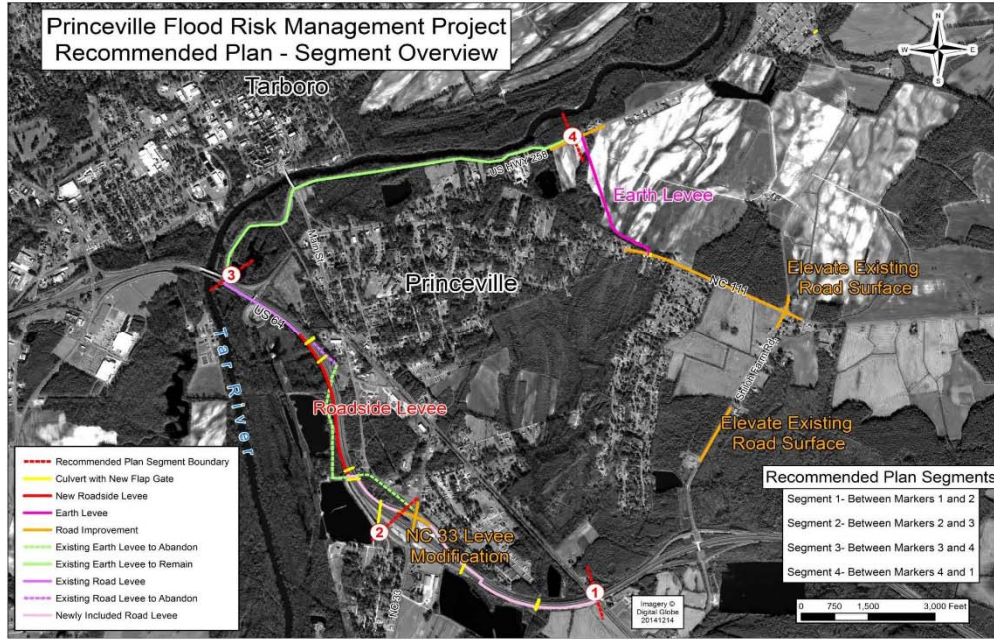 Princeville Flood Risk Management Project
Recommended Plan - Segment Overview
N
W
E
S
Tarboro
4
US HWY 258
Earth Levee
3
Main St
Princeville
NC 111
Elevate Existing
Road Surface
US 64
Tar River
Shiloh Farm Rd.
Roadside Levee
Elevate Existing
Road Surface
2
NC 33 Levee
Modification
1
Recommended Plan Segment Boundary
Culvert with New Flap Gate
New Roadside Levee
Earth Levee
Road Improvement
Existing Earth Levee to Abandon
Existing Earth Levee to Remain
Existing Road Levee
Existing Road Levee to Abandon
Newly Included Road Levee
Imagery ©
Digital Globe
20141214
Recommended Plan Segments
Segment 1- Between Markers 1 and 2
Segment 2- Between Markers 2 and 3
Segment 3- Between Markers 3 and 4
Segment 4- Between Markers 4 and 1
0 750 1,500 3,000 Feet